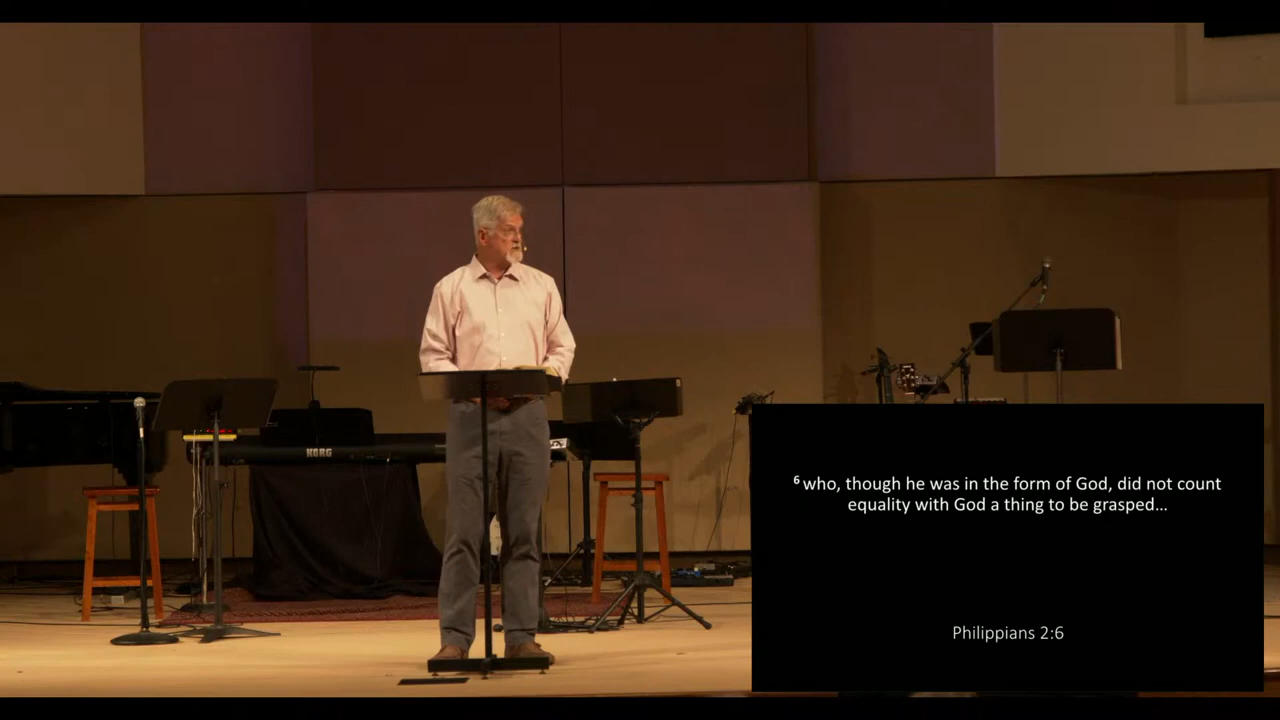 KORG
⁶ who, though he was in the form of God, did not count
equality with God a thing to be grasped…
Philippians 2:6